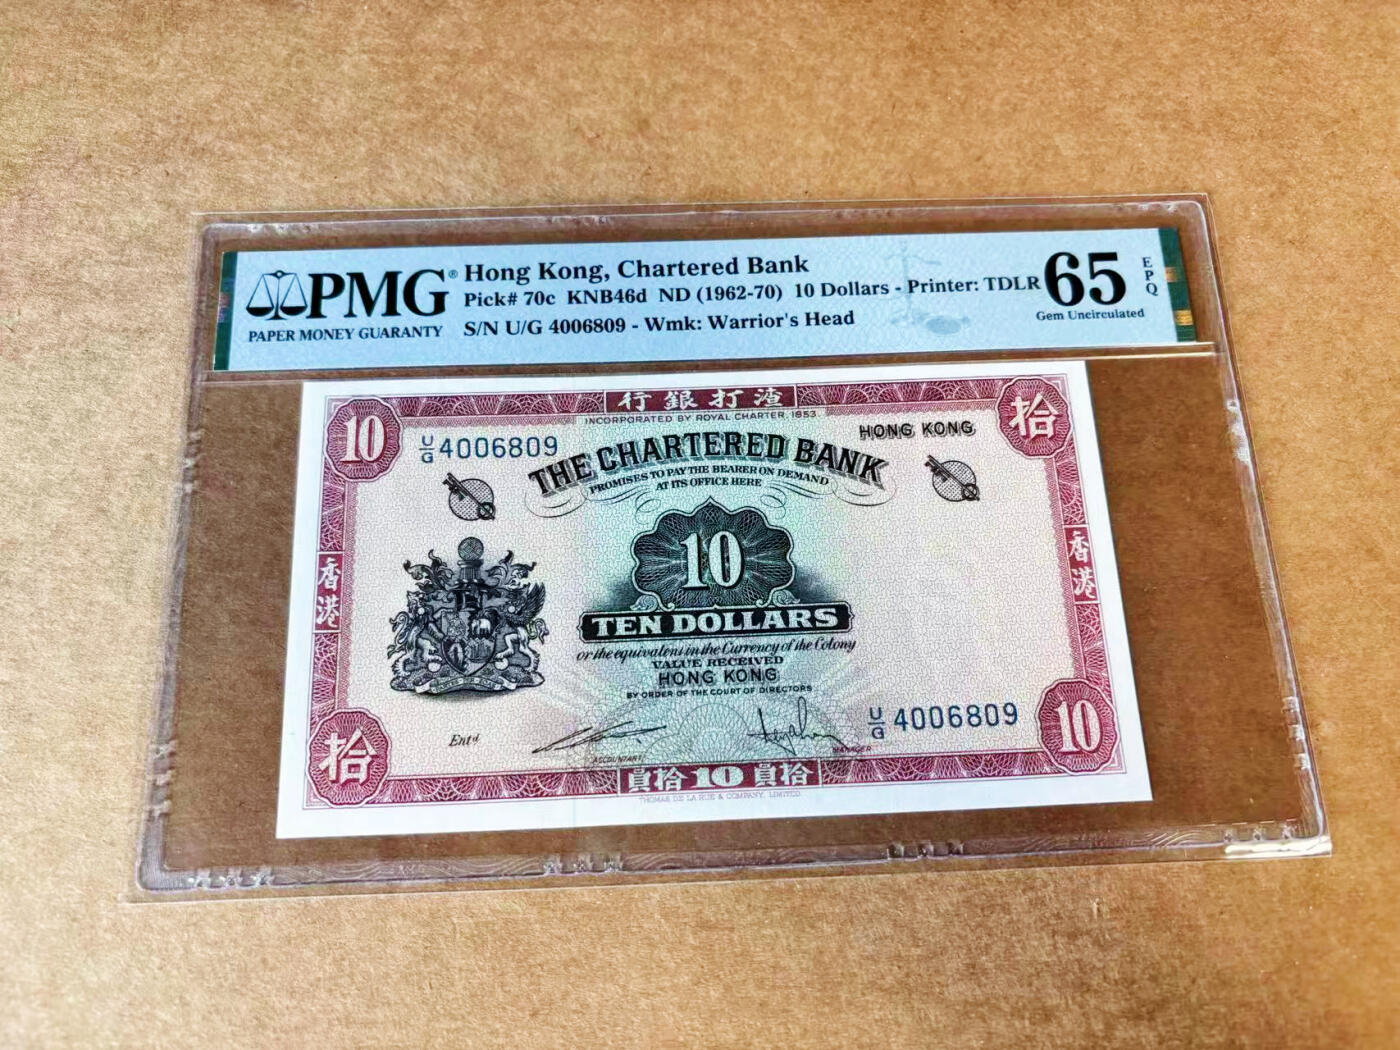 PMG®
PAPER MONEY GUARANTY
Hong Kong, Chartered Bank
Pick# 70c KNB46d ND (1962-70) 10 Dollars - Printer: TDLR
S/N U/G 4006809 - Wmk: Warrior's Head
65
EPQ
Gem Uncirculated
行銀打渣
INCORPORATED BY ROYAL CHARTER, 1853
10
拾
U/G 4006809
HONG KONG
THE CHARTERED BANK
PROMISES TO PAY THE BEARER ON DEMAND
AT ITS OFFICE HERE
10
香港
香港
TEN DOLLARS
or the equivalent in the Currency of the Colony
VALUE RECEIVED
HONG KONG
BY ORDER OF THE COURT OF DIRECTORS
U/G 4006809
Entd
ACCOUNTANT
MANAGER
拾
10
員拾10員拾
THOMAS DE LA RUE & COMPANY, LIMITED